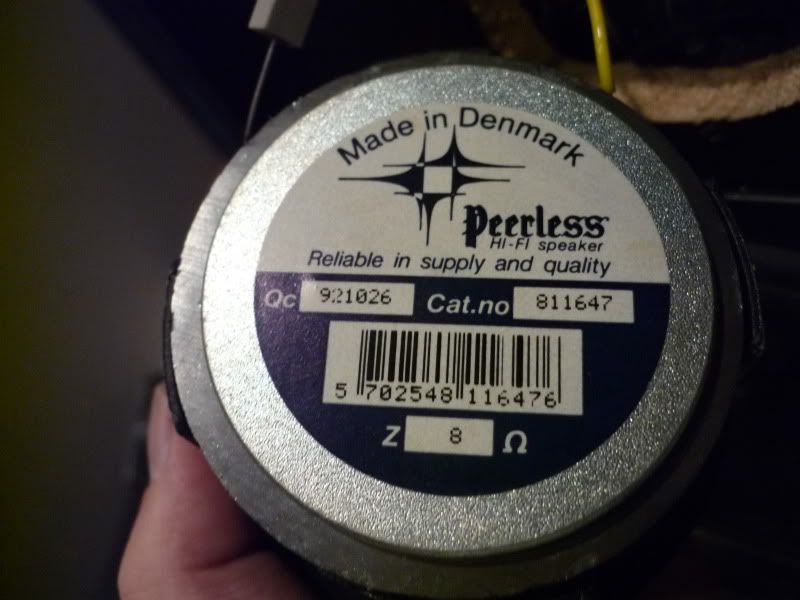 Made in Denmark
Peerless
HI-FI speaker
Reliable in supply and quality
Qc 921026 Cat.no 811647
5 702548 116476
Z 8 Ω